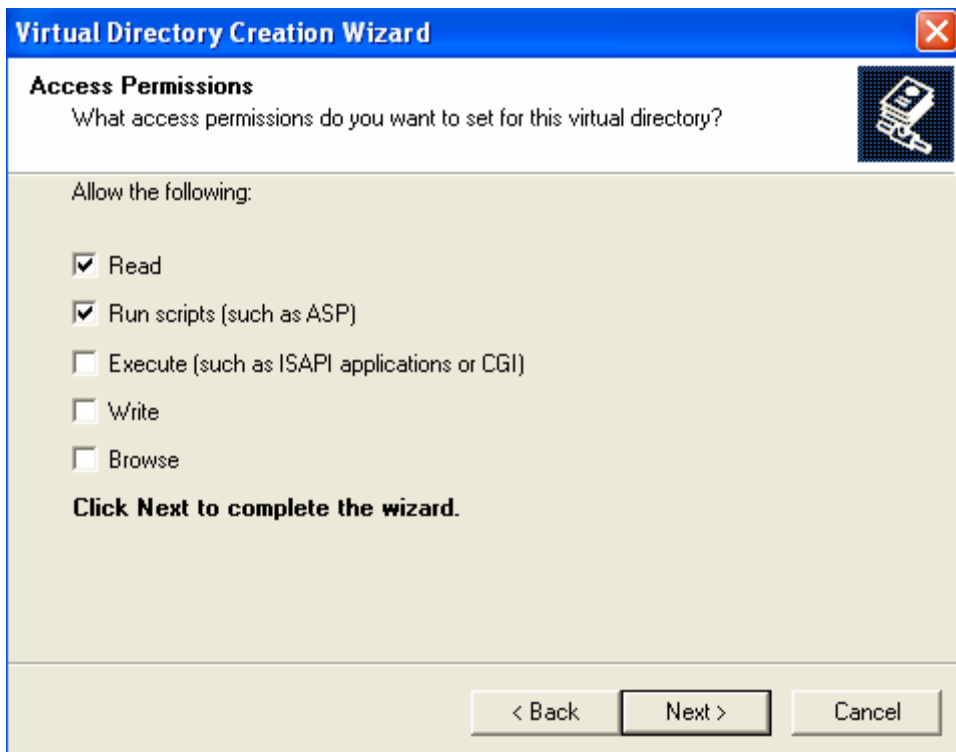 Virtual Directory Creation Wizard
Access Permissions
What access permissions do you want to set for this virtual directory?
Allow the following:
Read
Run scripts (such as ASP)
Execute (such as ISAPI applications or CGI)
Write
Browse
Click Next to complete the wizard.
< Back Next > Cancel